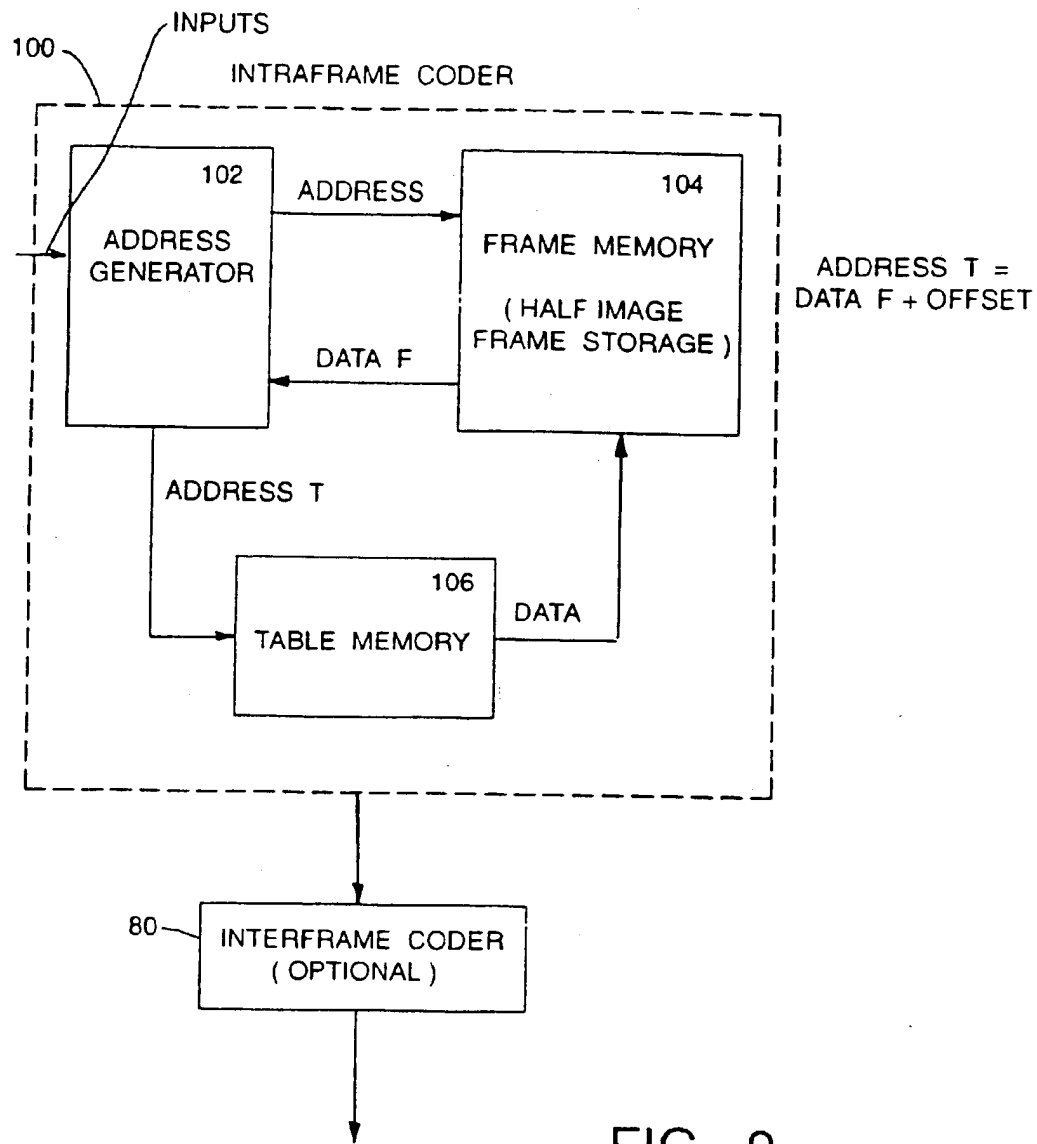 INPUTS
100
INTRAFRAME CODER
102
ADDRESS
GENERATOR
ADDRESS
104
FRAME MEMORY
( HALF IMAGE
FRAME STORAGE )
DATA F
ADDRESS T =
DATA F + OFFSET
ADDRESS T
106
TABLE MEMORY
DATA
80
INTERFRAME CODER
( OPTIONAL )
FIG.